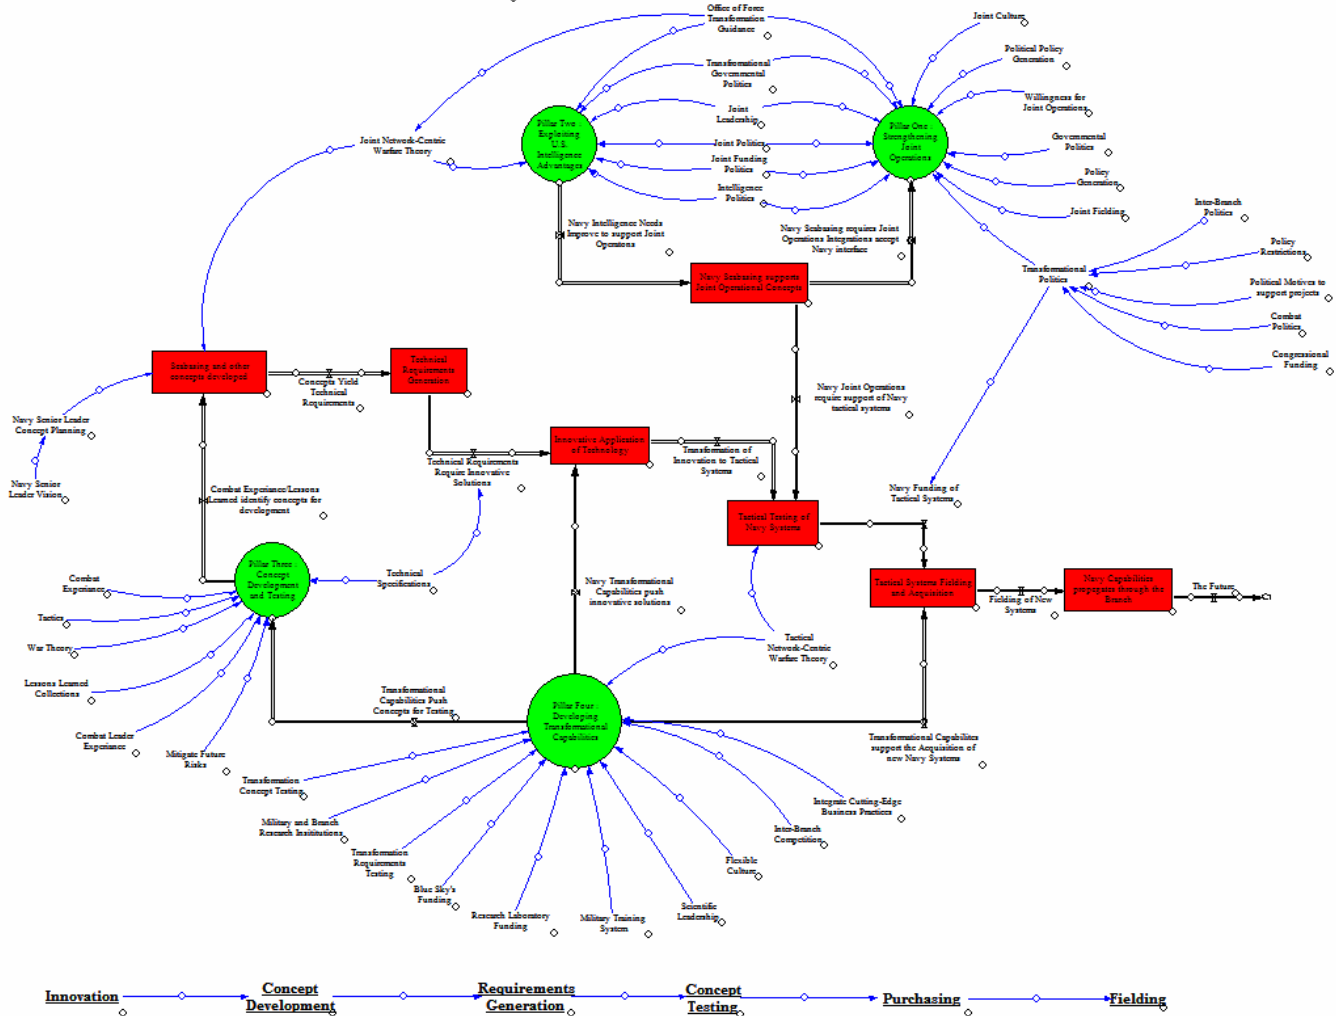 Office of Force
Transformation
Guidance
Joint Culture
Political Policy
Generation
Transfromational
Governmental
Politics
Willingness for
Joint Operations
Joint
Leadership
Pillar Two :
Exploiting
U.S.
Intelligence
Advantages
Pillar One :
Strengthening
Joint
Operations
Joint Network-Centric
Warfare Theory
Joint Politics
Governmental
Politics
Joint Funding
Politics
Policy
Generation
Intelligence
Politics
Joint Fielding
Inter-Branch
Politics
Navy Intelligence Needs
Improve to support Joint
Operations
Navy Seabasing requires Joint
Operations Integrations accept
Navy interface
Policy
Restrictions
Navy Seabasing supports
Joint Operational Concepts
Transformational
Politics
Political Motives to
support projects
Combat
Politics
Congressional
Funding
Seabasing and other
concepts developed
Technical
Requirements
Generation
Concepts Yield
Technical
Requirements
Navy Joint Operations
require support of Navy
tactical systems
Navy Senior Leader
Concept Planning
Innovative Application
of Technology
Transformation of
Innovation to Tactical
Systems
Technical Requirements
Require Innovative
Solutions
Navy Senior
Leader Vision
Combat Experiance/Lessons
Learned identify concepts for
development
Navy Funding of
Tactical Systems
Tactical Testing of
Navy Systems
Pillar Three :
Concept
Development
and Testing
Technical
Specifications
Combat
Experiance
Navy Transformational
Capabilities push
innovative solutions
Tactical System Fielding
and Acquisition
Fielding of New
Systems
Navy Capabilities
propagates through the
Branch
The Future
Tactics
War Theory
Tactical
Network-Centric
Warfare Theory
Lessons Learned
Collections
Transformational
Capabilities Push
Concepts for Testing
Pillar Four :
Developing
Transformational
Capabilities
Combat Leader
Experiance
Mitigate Future
Risks
Transformational Capabilites
support the Acquisition of
new Navy Systems
Transformation
Concept Testing
Integrate Cutting-Edge
Business Practices
Military and Branch
Research Insititutions
Inter-Branch
Competition
Transformation
Requirements
Testing
Flexible
Culture
Blue Sky's
Funding
Research Laboratory
Funding
Military Training
System
Scientific
Leadership
Innovation
Concept
Development
Requirements
Generation
Concept
Testing
Purchasing
Fielding